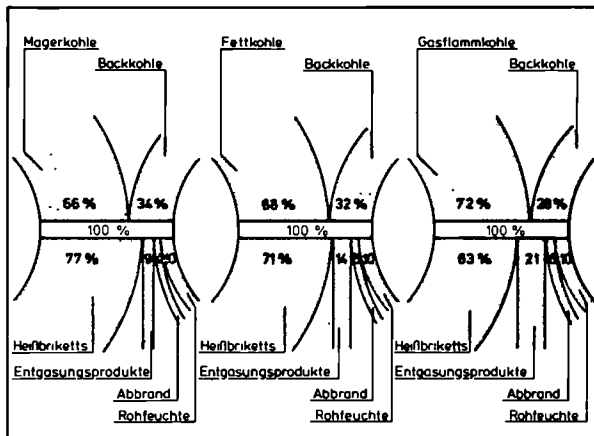 Magerkohle Fettkohle Gasflammkohle
Backkohle Backkohle Backkohle
66 % 34 % 68 % 32 % 72 % 28 %
100 % 100 % 100 %
77 % 71 % 14 63 % 21
Heißbriketts Heißbriketts Heißbriketts
Entgasungsprodukte Entgasungsprodukte Entgasungsprodukte
Abbrand Abbrand Abbrand
Rohfeuchte Rohfeuchte Rohfeuchte